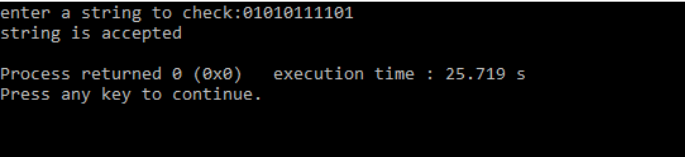 enter a string to check:01010111101
string is accepted
Process returned 0 (0x0)   execution time : 25.719 s
Press any key to continue.